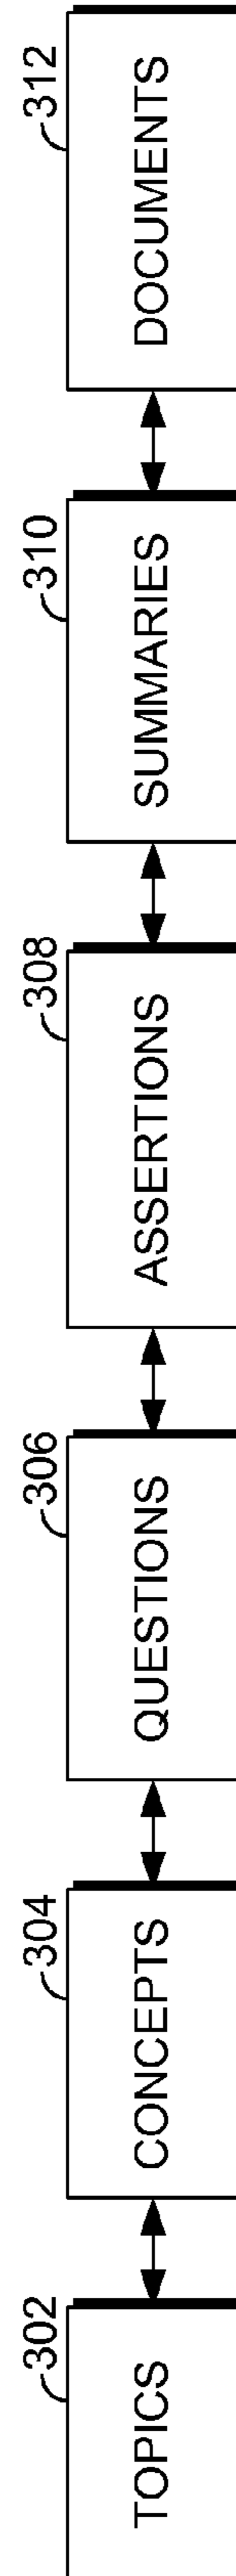 302
TOPICS
304
CONCEPTS
306
QUESTIONS
308
ASSERTIONS
310
SUMMARIES
312
DOCUMENTS